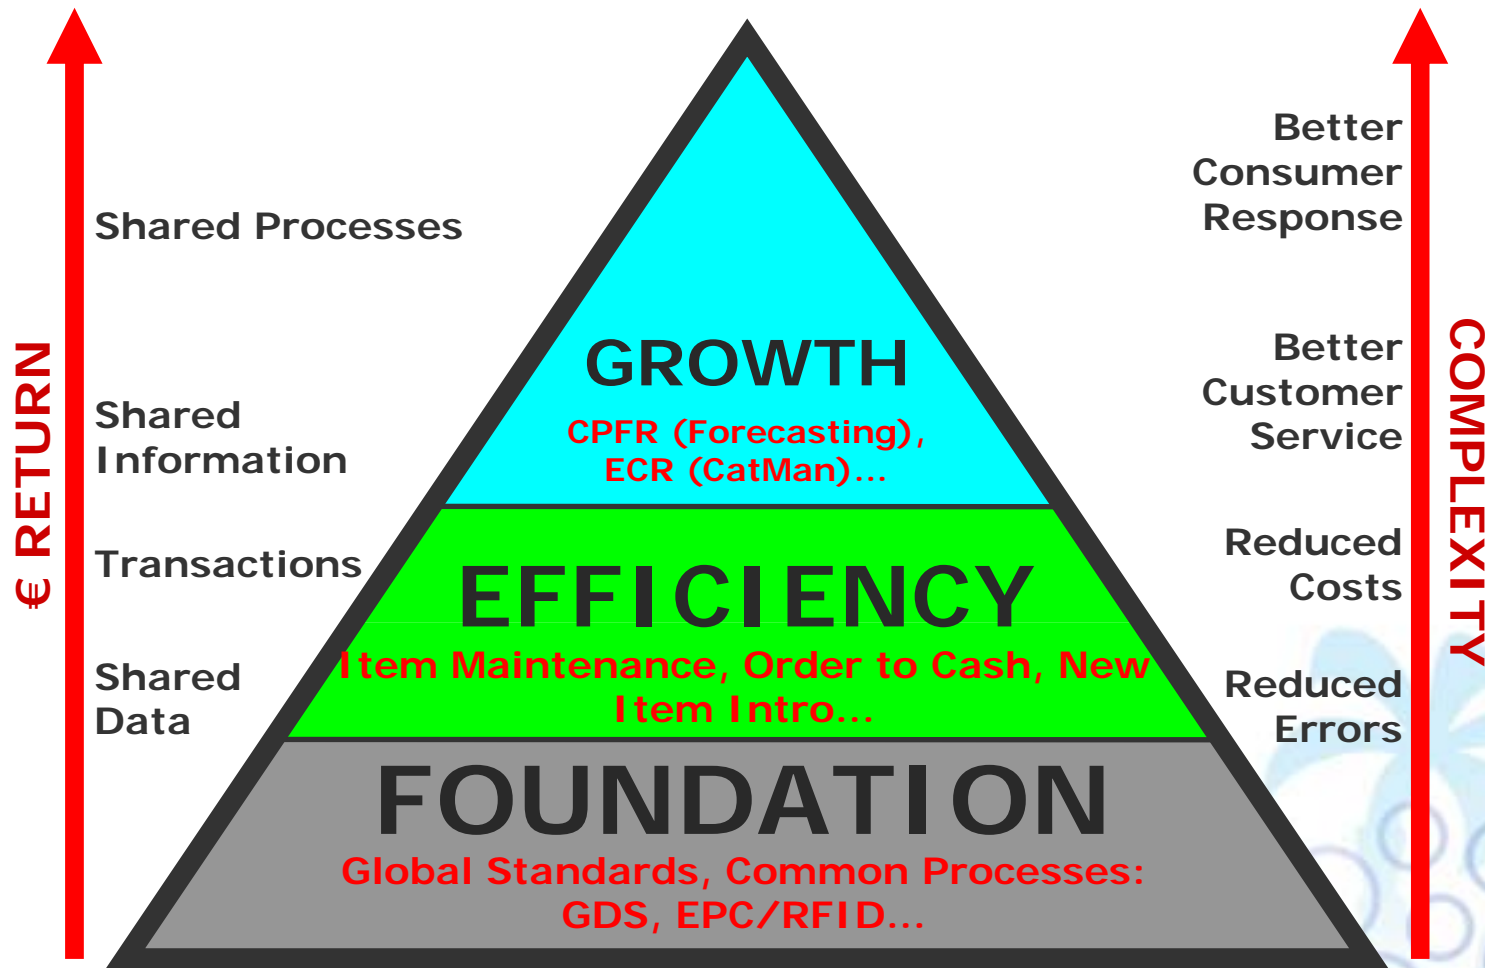 € RETURN
Shared Processes
Shared
Information
Transactions
Shared
Data
GROWTH
CPFR (Forecasting),
ECR (CatMan)...
EFFICIENCY
Item Maintenance, Order to Cash, New
Item Intro...
FOUNDATION
Global Standards, Common Processes:
GDS, EPC/RFID...
Better
Consumer
Response
Better
Customer
Service
Reduced
Costs
Reduced
Errors
COMPLEXITY